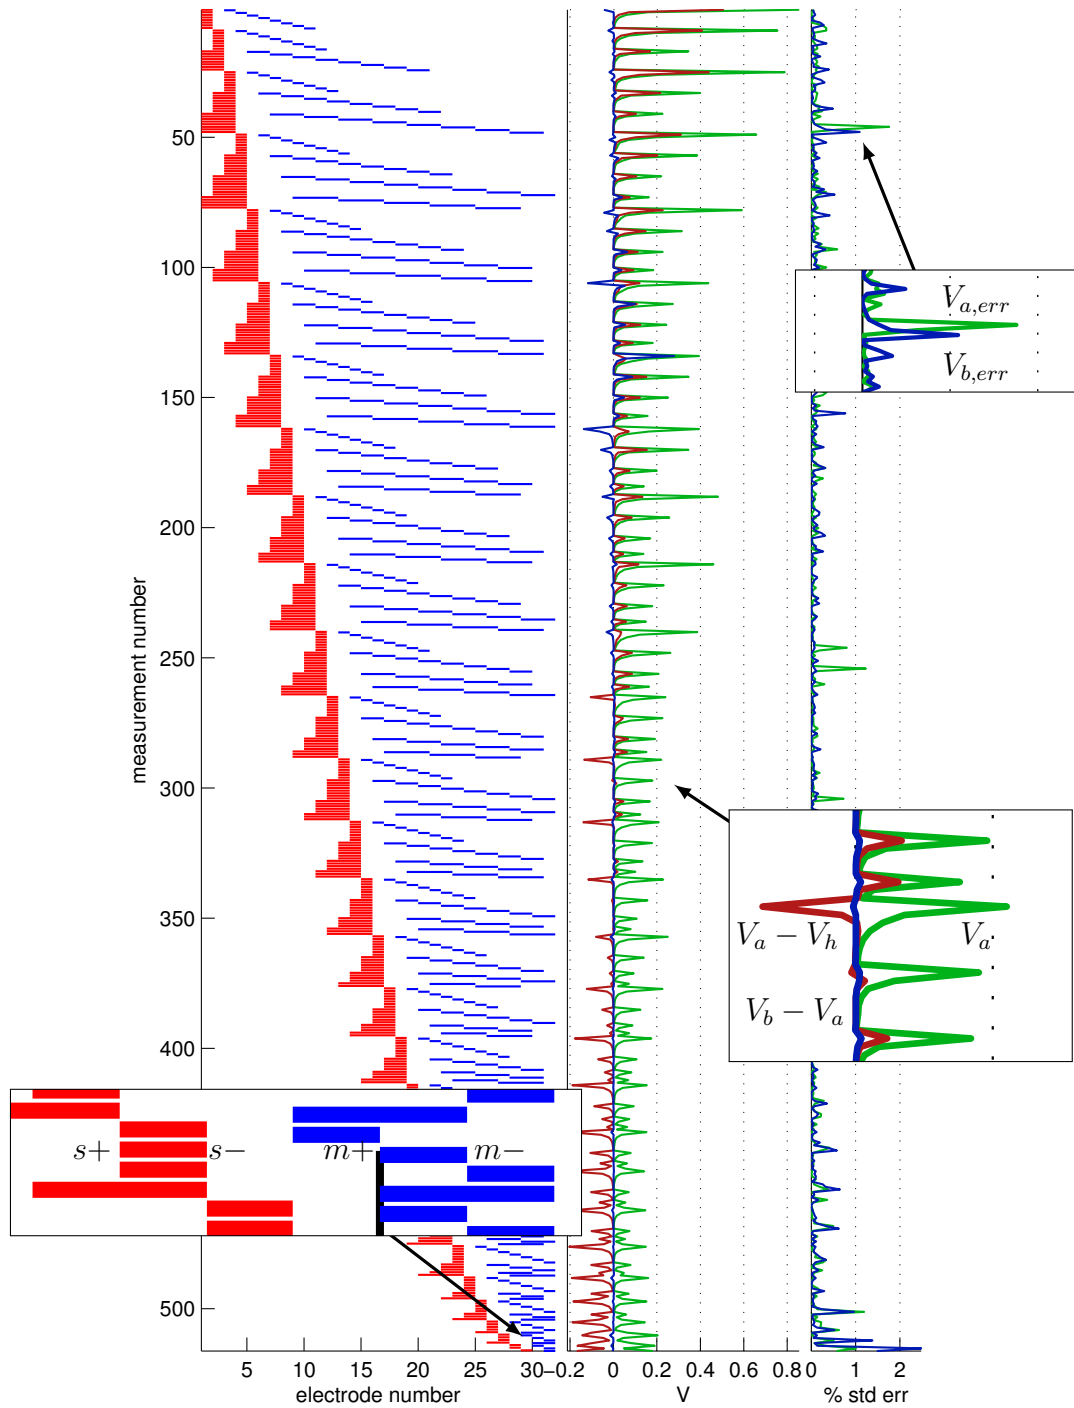 50
100
150
200
250
300
350
400
500
measurement number
5 10 15 20 25 30
electrode number
−0.2 0 0.2 0.4 0.6 0.8
V
0 1 2
% std err
V_{a,err}
V_{b,err}
V_a − V_h
V_a
V_b − V_a
s+ s− m+ m−